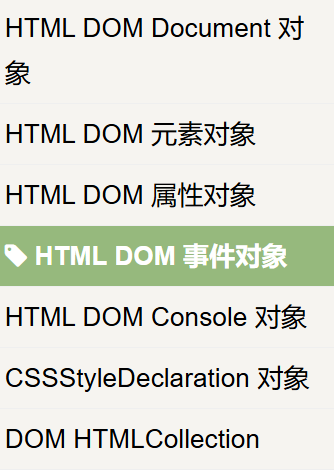 HTML DOM Document 对
象
HTML DOM 元素对象
HTML DOM 属性对象
HTML DOM 事件对象
HTML DOM Console 对象
CSSStyleDeclaration 对象
DOM HTMLCollection